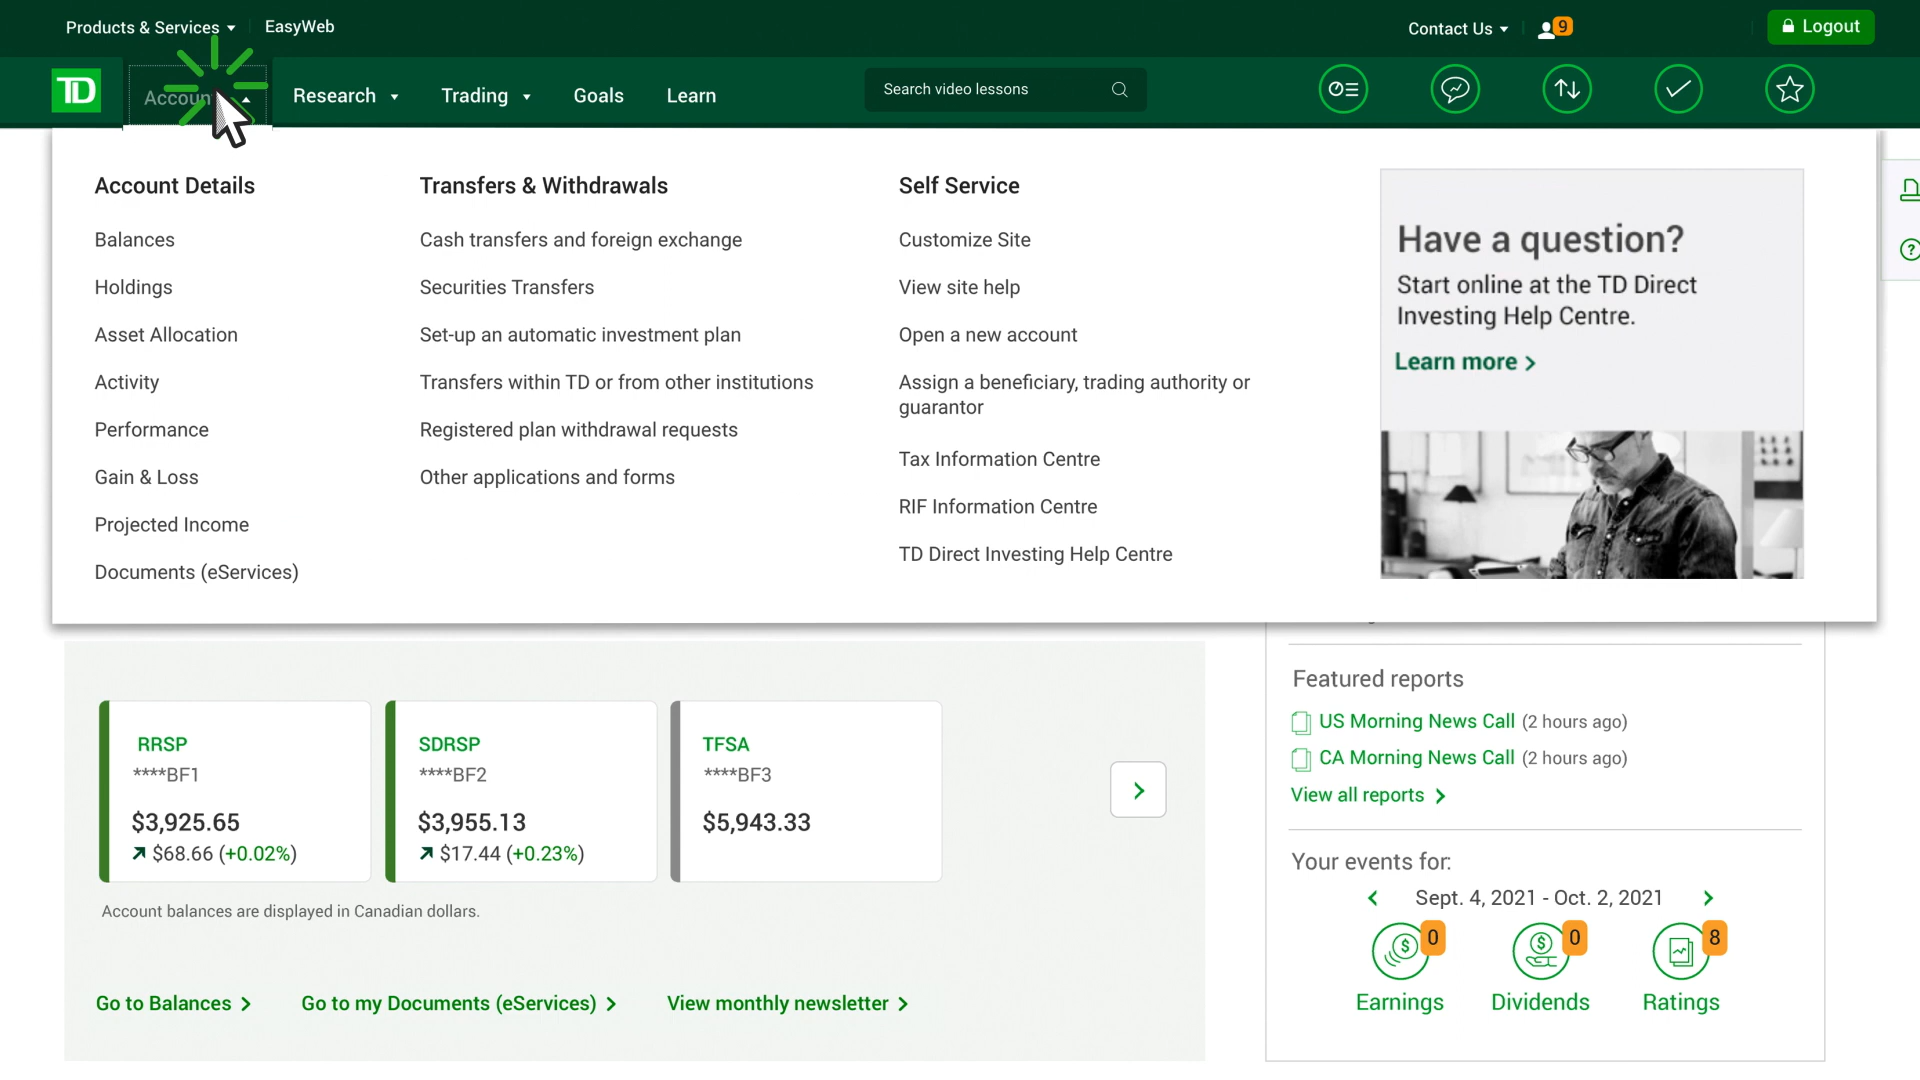 Products & Services
EasyWeb
Contact Us
9
Logout
TD
Research
Trading
Goals
Learn
Search video lessons
Account Details
Balances
Holdings
Asset Allocation
Activity
Performance
Gain & Loss
Projected Income
Documents (eServices)
Transfers & Withdrawals
Cash transfers and foreign exchange
Securities Transfers
Set-up an automatic investment plan
Transfers within TD or from other institutions
Registered plan withdrawal requests
Other applications and forms
Self Service
Customize Site
View site help
Open a new account
Assign a beneficiary, trading authority or
guarantor
Tax Information Centre
RIF Information Centre
TD Direct Investing Help Centre
Have a question?
Start online at the TD Direct
Investing Help Centre.
Learn more
RRSP
****BF1
$3,925.65
$68.66 (+0.02%)
SDRSP
****BF2
$3,955.13
$17.44 (+0.23%)
TFSA
****BF3
$5,943.33
Account balances are displayed in Canadian dollars.
Go to Balances
Go to my Documents (eServices)
View monthly newsletter
Featured reports
US Morning News Call (2 hours ago)
CA Morning News Call (2 hours ago)
View all reports
Your events for:
Sept. 4, 2021 - Oct. 2, 2021
0
Earnings
0
Dividends
8
Ratings